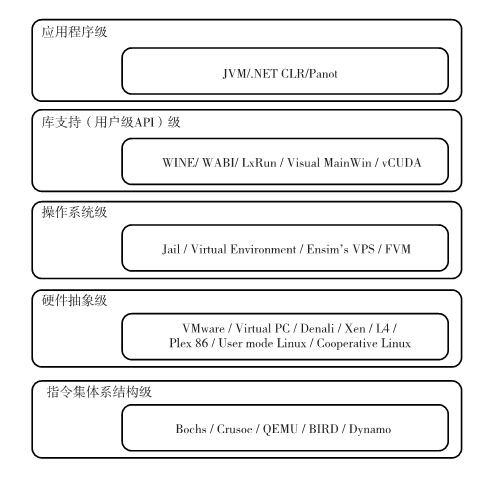 应用程序级
JVM/.NET CLR/Panot
库支持（用户级API）级
WINE/ WABI/ LxRun / Visual MainWin / vCUDA
操作系统级
Jail / Virtual Environment / Ensim's VPS / FVM
硬件抽象级
VMware / Virtual PC / Denali / Xen / L4 /
Plex 86 / User mode Linux / Cooperative Linux
指令集体系结构级
Bochs / Crusoe / QEMU / BIRD / Dynamo